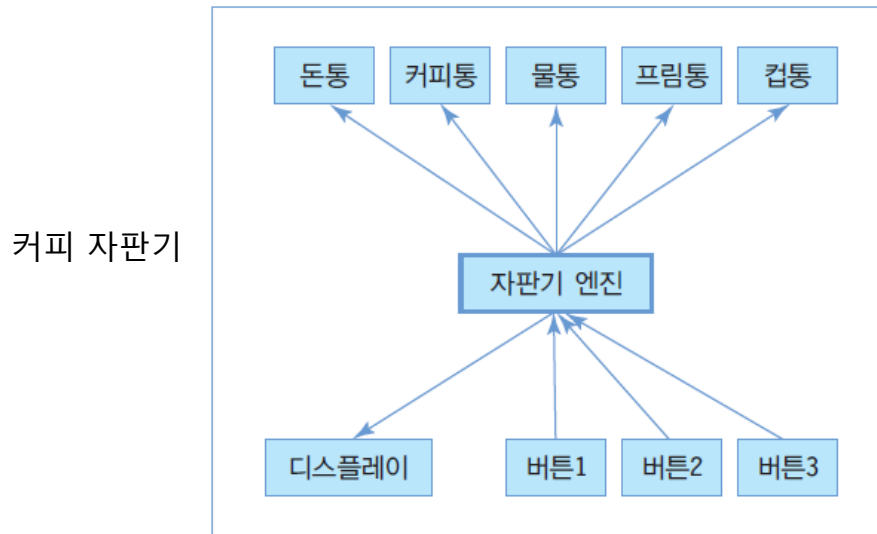 돈통
커피통
물통
프림통
컵통
커피 자판기
자판기 엔진
디스플레이
버튼1
버튼2
버튼3